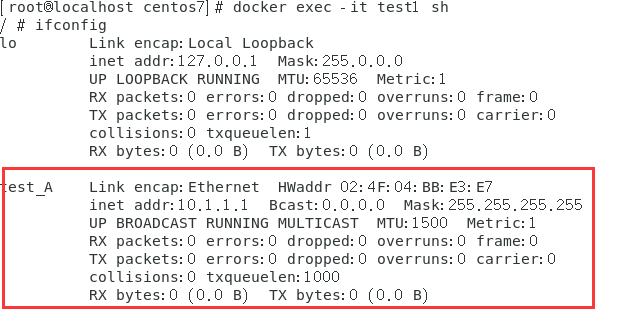 [root@localhost centos7]# docker exec -it test1 sh
/ # ifconfig
lo Link encap:Local Loopback
inet addr:127.0.0.1 Mask:255.0.0.0
UP LOOPBACK RUNNING MTU:65536 Metric:1
RX packets:0 errors:0 dropped:0 overruns:0 frame:0
TX packets:0 errors:0 dropped:0 overruns:0 carrier:0
collisions:0 txqueuelen:1
RX bytes:0 (0.0 B) TX bytes:0 (0.0 B)
test_A Link encap:Ethernet HWaddr 02:4F:04:BB:E3:E7
inet addr:10.1.1.1 Bcast:0.0.0.0 Mask:255.255.255.255
UP BROADCAST RUNNING MULTICAST MTU:1500 Metric:1
RX packets:0 errors:0 dropped:0 overruns:0 frame:0
TX packets:0 errors:0 dropped:0 overruns:0 carrier:0
collisions:0 txqueuelen:1000
RX bytes:0 (0.0 B) TX bytes:0 (0.0 B)